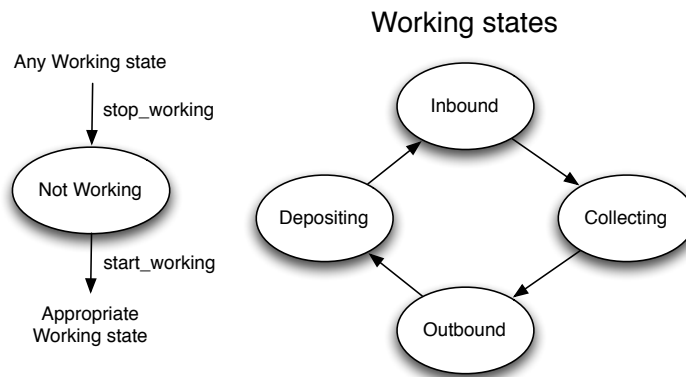 Working states
Any Working state
stop_working
Not Working
start_working
Appropriate
Working state
Inbound
Depositing
Collecting
Outbound